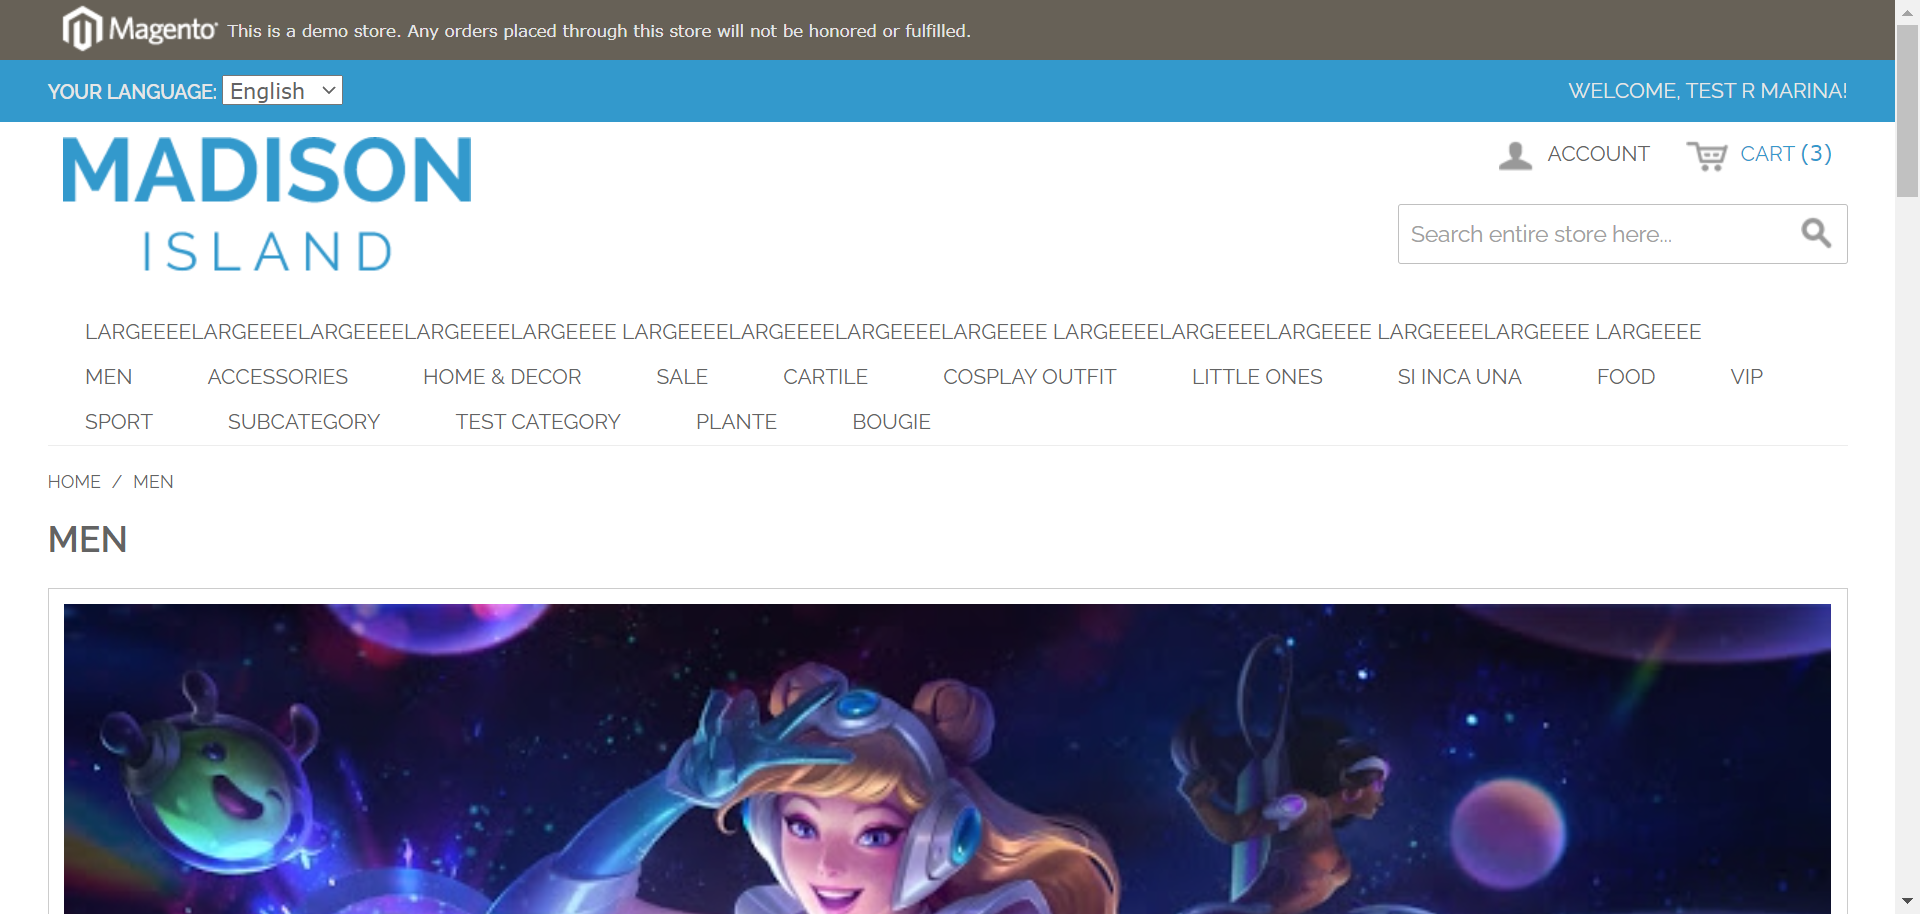 Magento This is a demo store. Any orders placed through this store will not be honored or fulfilled.
YOUR LANGUAGE: English WELCOME, TEST R MARINA!
MADISON
ISLAND
ACCOUNT CART (3)
Search entire store here...
LARGEEEELARGEEEELARGEEEELARGEEEELARGEEEE LARGEEEELARGEEEELARGEEEELARGEEEE LARGEEEELARGEEEELARGEEEE LARGEEEELARGEEEE LARGEEEE
MEN ACCESSORIES HOME & DECOR SALE CARTILE COSPLAY OUTFIT LITTLE ONES SI INCA UNA FOOD VIP
SPORT SUBCATEGORY TEST CATEGORY PLANTE BOUGIE
HOME / MEN
MEN